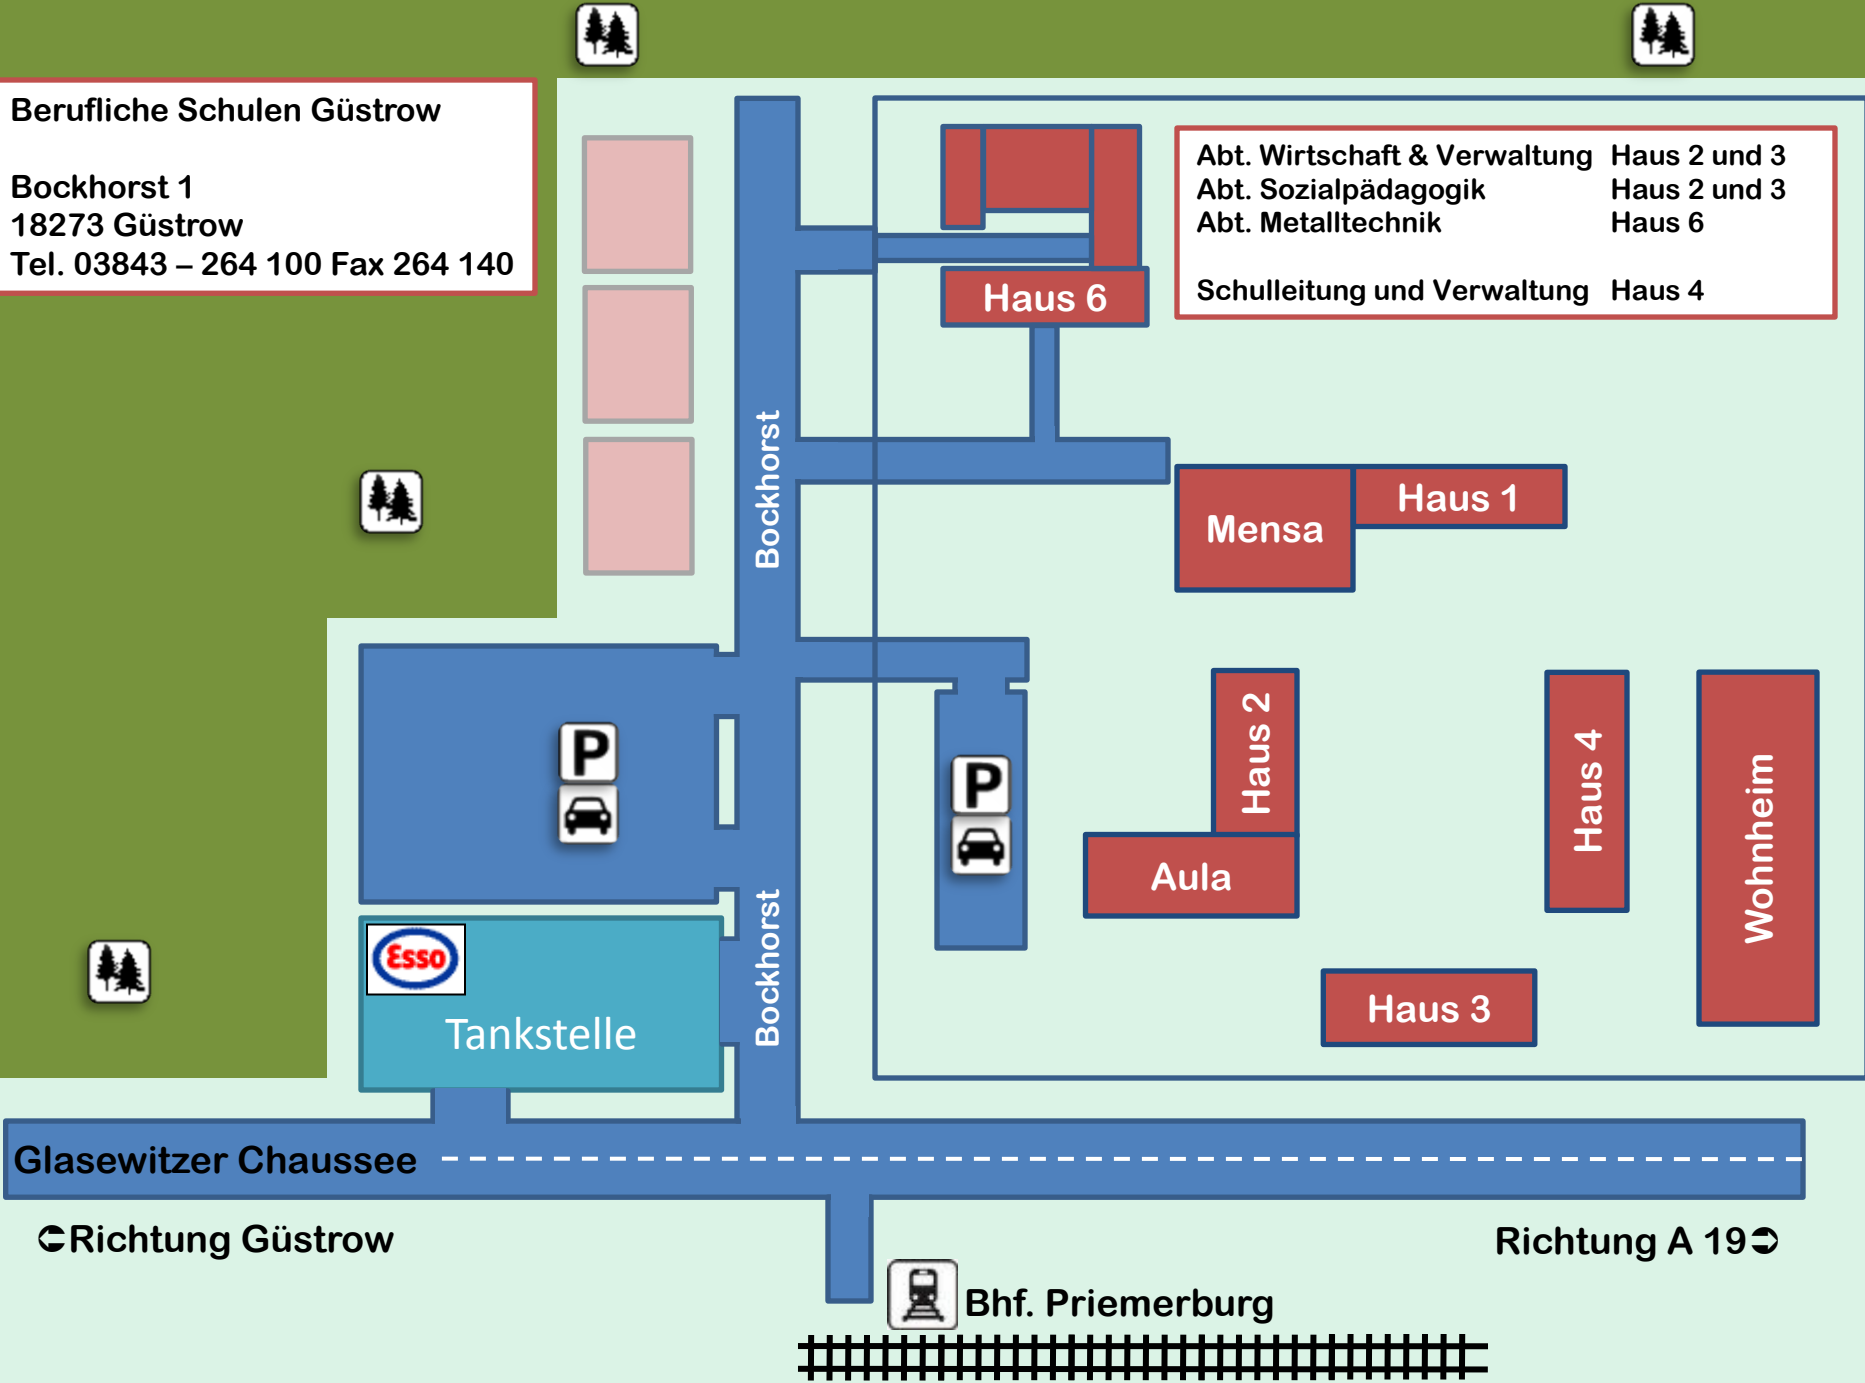 Berufliche Schulen Güstrow
Bockhorst 1
18273 Güstrow
Tel. 03843 – 264 100 Fax 264 140
Abt. Wirtschaft & Verwaltung Haus 2 und 3
Abt. Sozialpädagogik Haus 2 und 3
Abt. Metalltechnik Haus 6
Schulleitung und Verwaltung Haus 4
Haus 6
Bockhorst
Haus 1
Mensa
P
P
Haus 2
Haus 4
Wohnheim
Aula
Bockhorst
Esso
Tankstelle
Haus 3
Glasewitzer Chaussee
Richtung Güstrow
Richtung A 19
Bhf. Priemerburg